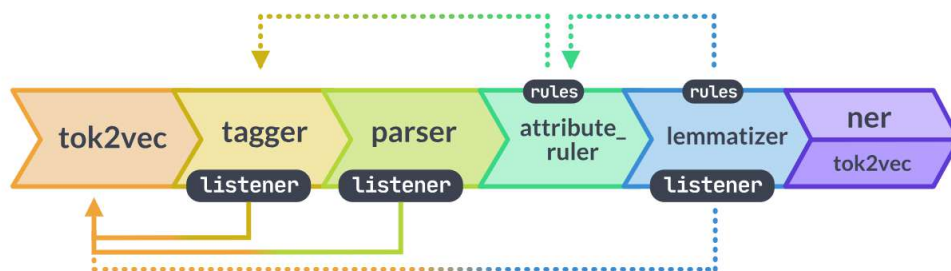 rules
rules
tok2vec
tagger
parser
attribute_
ruler
lemmatizer
ner
tok2vec
listener
listener
listener